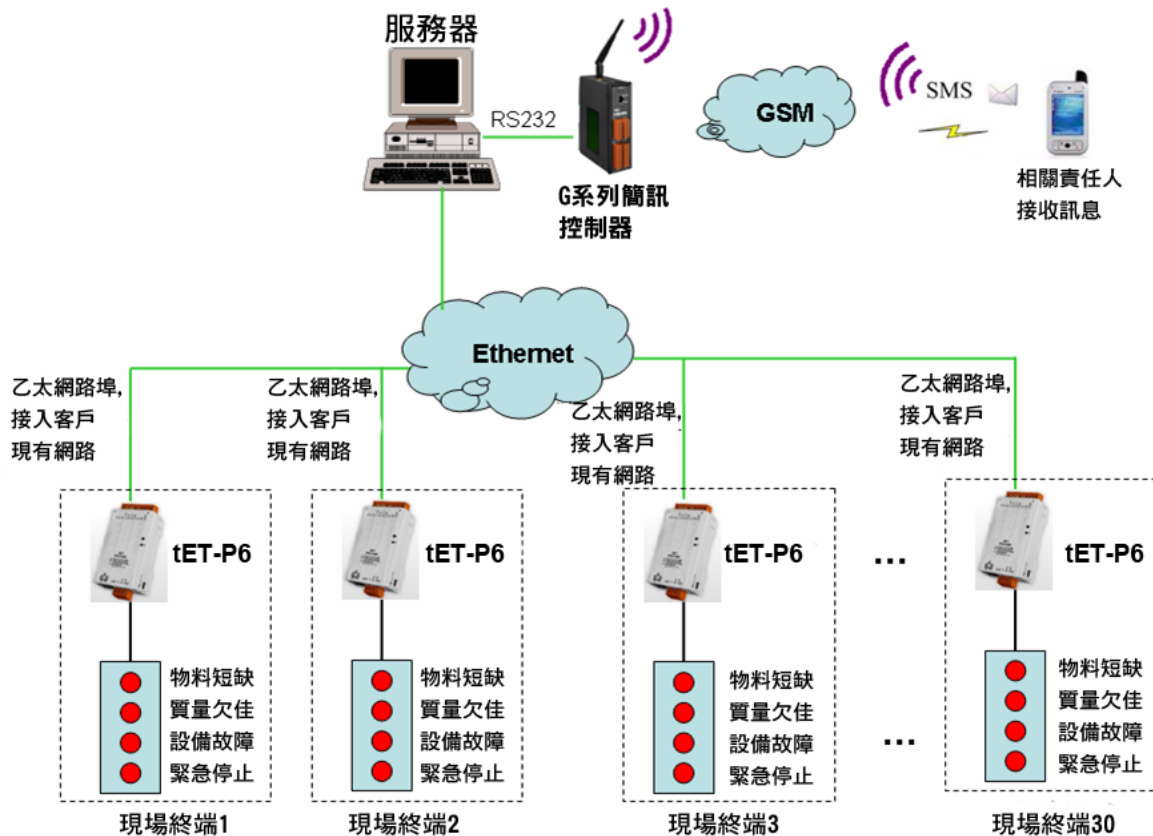 服務器
RS232
G系列簡訊
控制器
GSM
SMS
相關責任人
接收訊息
Ethernet
乙太網路埠,
接入客戶
現有網路
乙太網路埠,
接入客戶
現有網路
乙太網路埠,
接入客戶
現有網路
乙太網路埠,
接入客戶
現有網路
tET-P6
物料短缺
質量欠佳
設備故障
緊急停止
現場終端1
tET-P6
物料短缺
質量欠佳
設備故障
緊急停止
現場終端2
tET-P6
物料短缺
質量欠佳
設備故障
緊急停止
現場終端3
...
...
tET-P6
物料短缺
質量欠佳
設備故障
緊急停止
現場終端30